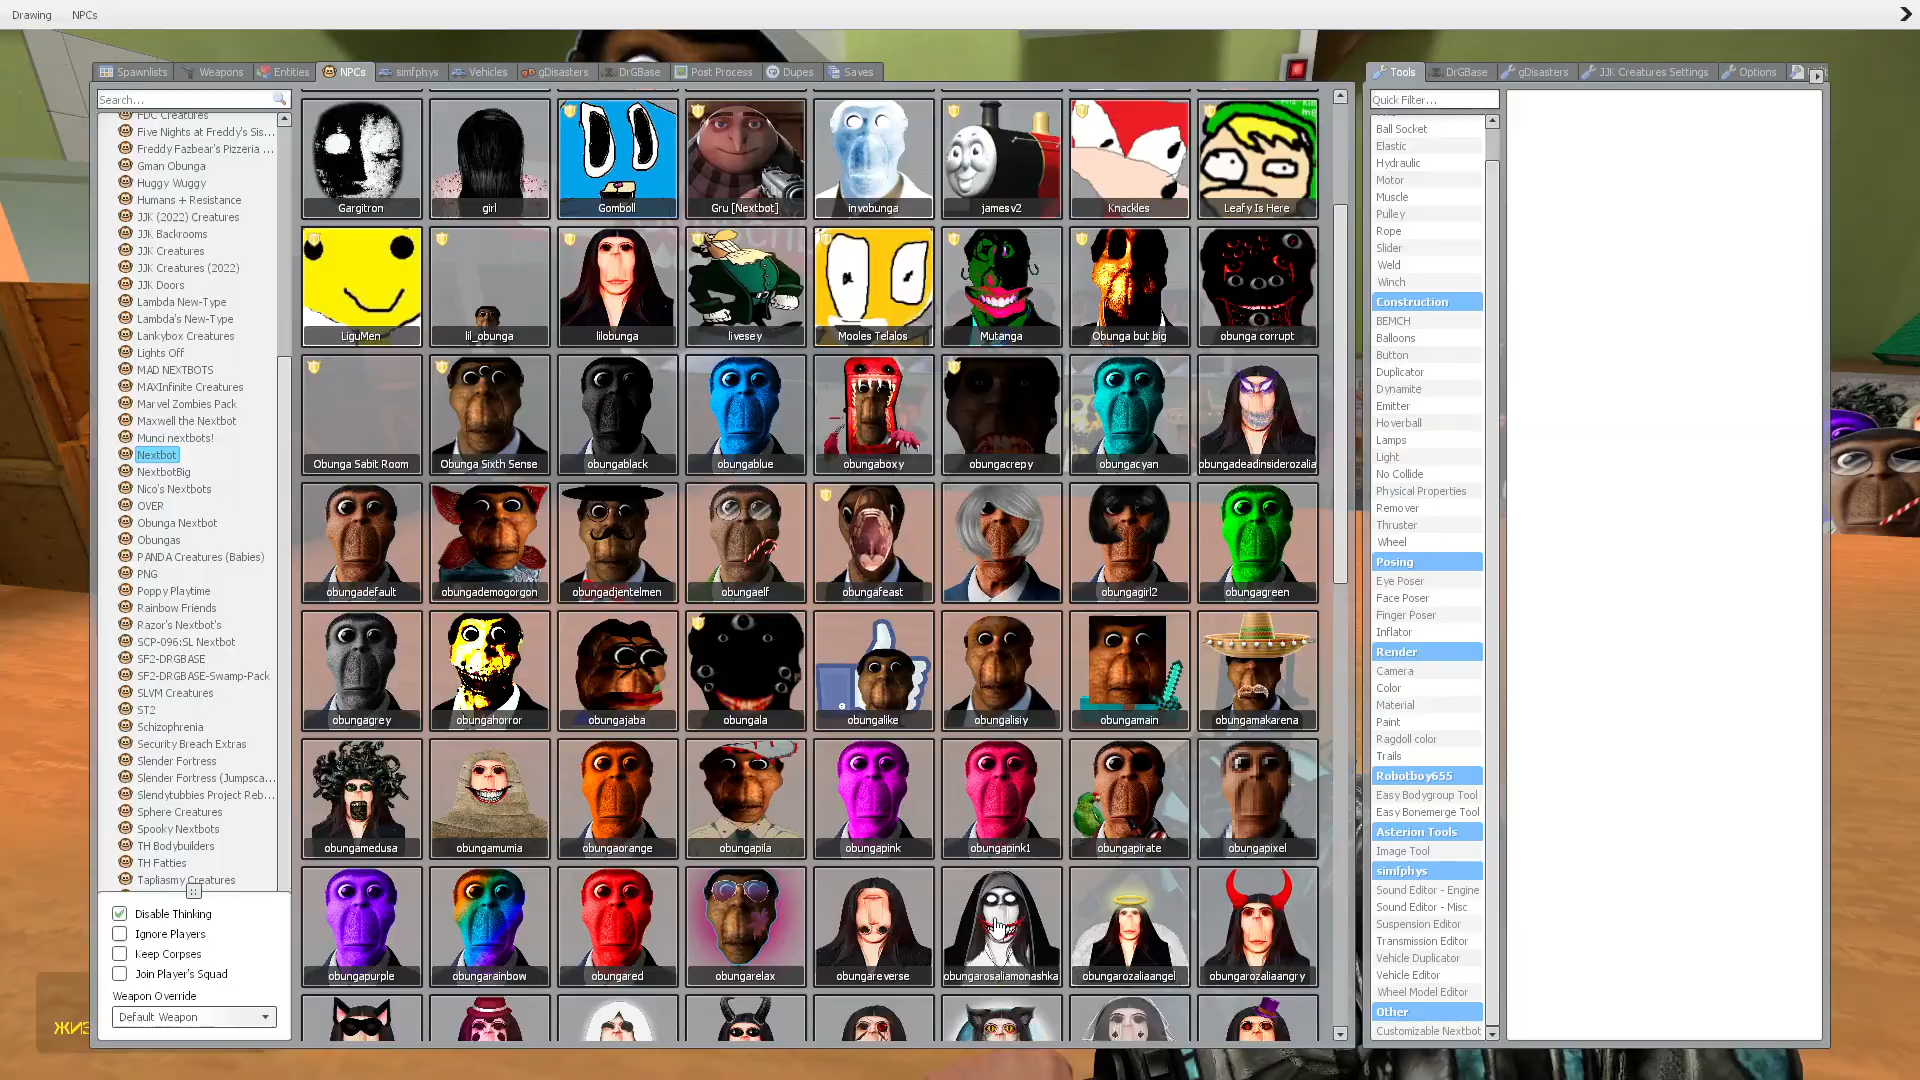 Drawing NPCs
Spawnlists Weapons Entities NPCs simfphys Vehicles gDisasters DrGBase Post Process Dupes Saves
Search...
FDC Creatures
Five Nights at Freddy's Sis...
Freddy Fazbear's Pizzeria ...
Gman Obunga
Huggy Wuggy
Humans + Resistance
JJK (2022) Creatures
JJK Backrooms
JJK Creatures
JJK Creatures (2022)
JJK Doors
Lambda New-Type
Lambda's New-Type
Lankybox Creatures
Lights Off
MAD NEXTBOTS
MAXInfinite Creatures
Marvel Zombies Pack
Maxwell the Nextbot
Munci nextbots!
Nextbot
NextbotBig
Nico's Nextbots
OVER
Obunga Nextbot
Obungas
PANDA Creatures (Babies)
PNG
Poppy Playtime
Rainbow Friends
Razor's Nextbot's
SCP-096:SL Nextbot
SF2-DRGBASE
SF2-DRGBASE-Swamp-Pack
SLVM Creatures
ST2
Schizophrenia
Security Breach Extras
Slender Fortress
Slender Fortress (Jumpsca...
Slendytubbies Project Reb...
Sphere Creatures
Spooky Nextbots
TH Bodybuilders
TH Fatties
Tapliasmy Creatures
Disable Thinking
Ignore Players
Keep Corpses
Join Player's Squad
Weapon Override
Default Weapon
ЖИЗ
Gargitron girl Gomboll Gru [Nextbot] invobunga jamesv2 Knackles Leafy Is Here
LiguMen lil_obunga lilobunga livesey Mooles Telalos Mutanga Obunga but big obunga corrupt
Obunga Sabit Room Obunga Sixth Sense obungablack obungablue obungaboxy obungacrepy obungacyan obungadeadinsiderozalia
obungadefault obungademogorgon obungadjentelmen obungaelf obungafeast obungagirl2 obungagreen
obungagrey obungahorror obungajaba obungala obungalike obungalisiy obungamain obungamakarena
obungamedusa obungamumia obungaorange obungapila obungapink obungapink1 obungapirate obungapixel
obungapurple obungarainbow obungared obungarelax obungareverse obungarosaliamonashka obungarozaliaangel obungarozaliaangry
Tools DrGBase gDisasters JJK Creatures Settings Options
Quick Filter...
Ball Socket
Elastic
Hydraulic
Motor
Muscle
Pulley
Rope
Slider
Weld
Winch
Construction
BEMCH
Balloons
Button
Duplicator
Dynamite
Emitter
Hoverball
Lamps
Light
No Collide
Physical Properties
Remover
Thruster
Wheel
Posing
Eye Poser
Face Poser
Finger Poser
Inflator
Render
Camera
Color
Material
Paint
Ragdoll color
Trails
Robotboy655
Easy Bodygroup Tool
Easy Bonemerge Tool
Asterion Tools
Image Tool
simfphys
Sound Editor - Engine
Sound Editor - Misc
Suspension Editor
Transmission Editor
Vehicle Duplicator
Vehicle Editor
Wheel Model Editor
Other
Customizable Nextbot